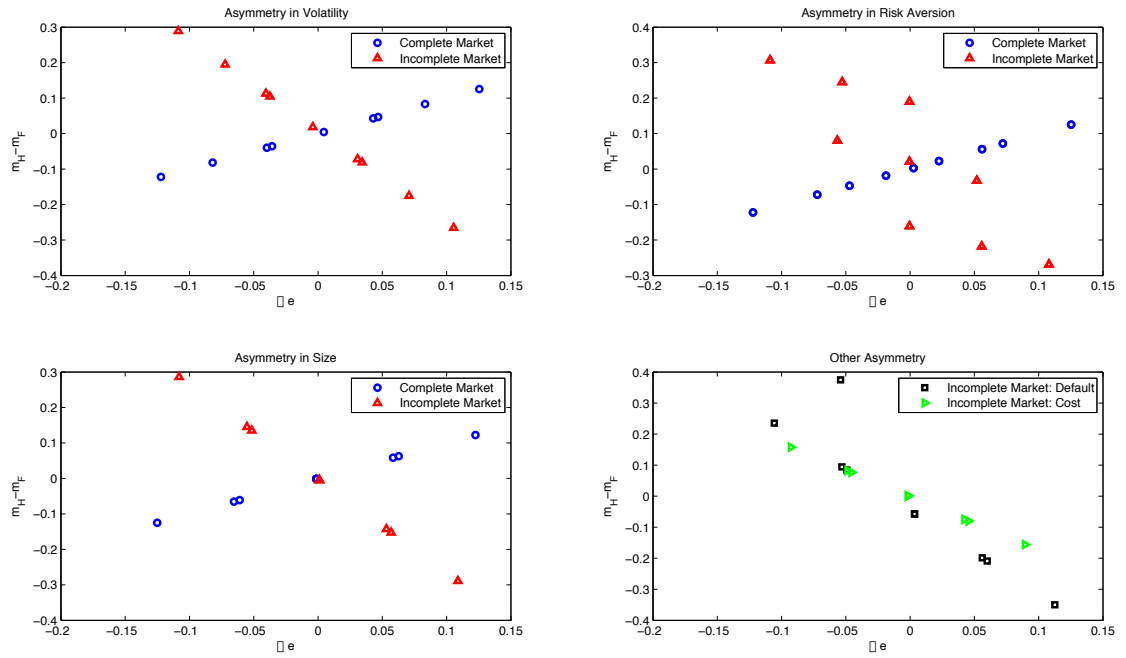 Asymmetry in Volatility
Complete Market
Incomplete Market
0.3
0.2
0.1
0
−0.1
−0.2
−0.3
−0.4
m_H−m_F
−0.2 −0.15 −0.1 −0.05 0 0.05 0.1 0.15
e
Asymmetry in Risk Aversion
Complete Market
Incomplete Market
0.4
0.3
0.2
0.1
0
−0.1
−0.2
−0.3
m_H−m_F
−0.2 −0.15 −0.1 −0.05 0 0.05 0.1 0.15
e
Asymmetry in Size
Complete Market
Incomplete Market
0.3
0.2
0.1
0
−0.1
−0.2
−0.3
−0.4
m_H−m_F
−0.2 −0.15 −0.1 −0.05 0 0.05 0.1 0.15
e
Other Asymmetry
Incomplete Market: Default
Incomplete Market: Cost
0.4
0.3
0.2
0.1
0
−0.1
−0.2
−0.3
−0.4
m_H−m_F
−0.2 −0.15 −0.1 −0.05 0 0.05 0.1 0.15
e